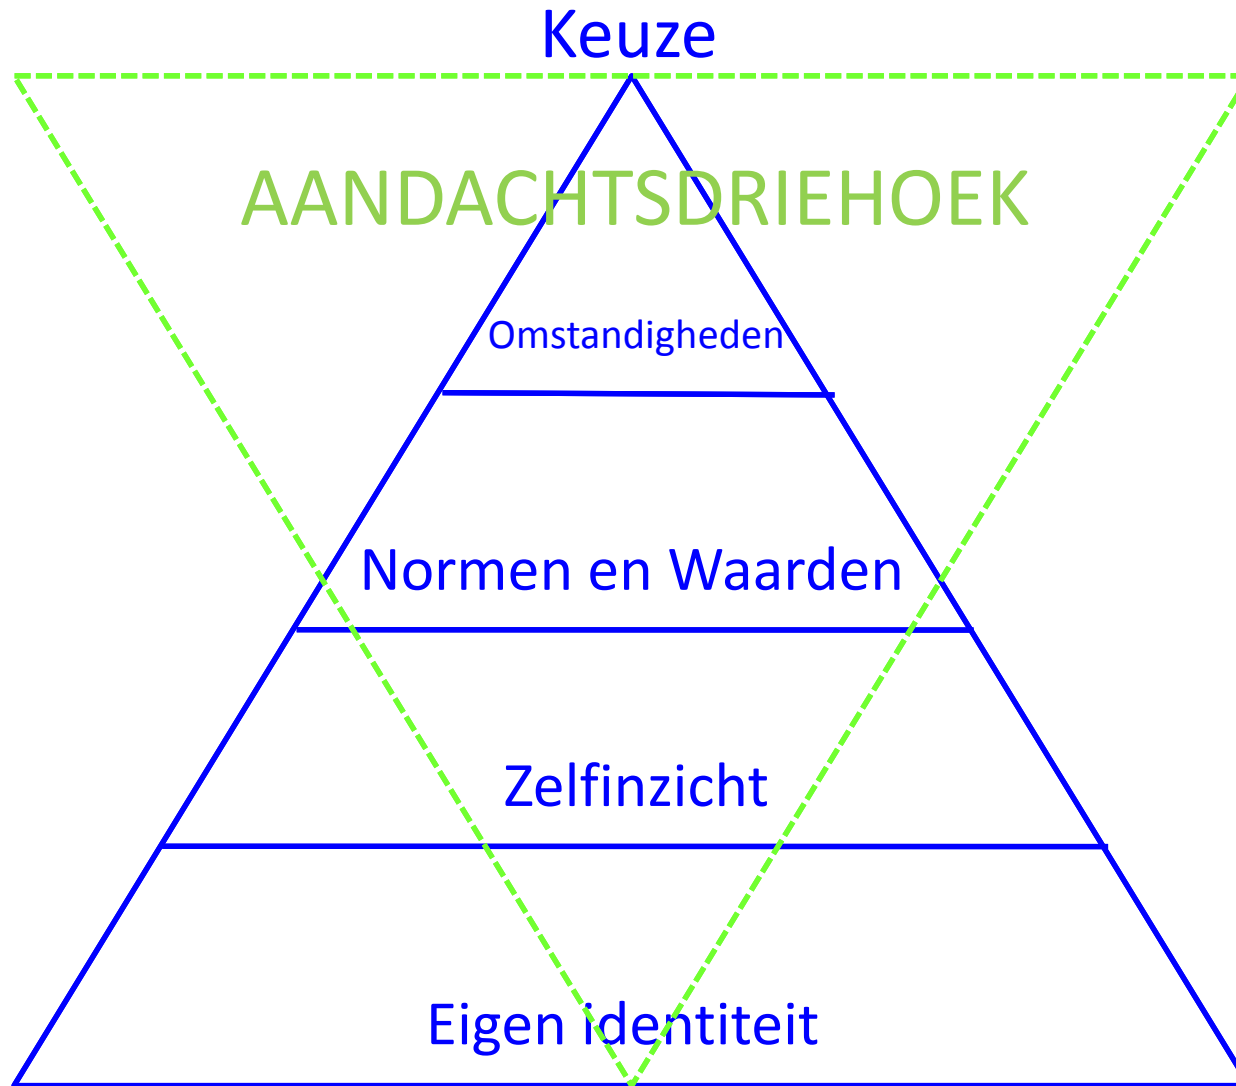 Keuze
AANDACHTSDRIEHOEK
Omstandigheden
Normen en Waarden
Zelfinzicht
Eigen identiteit